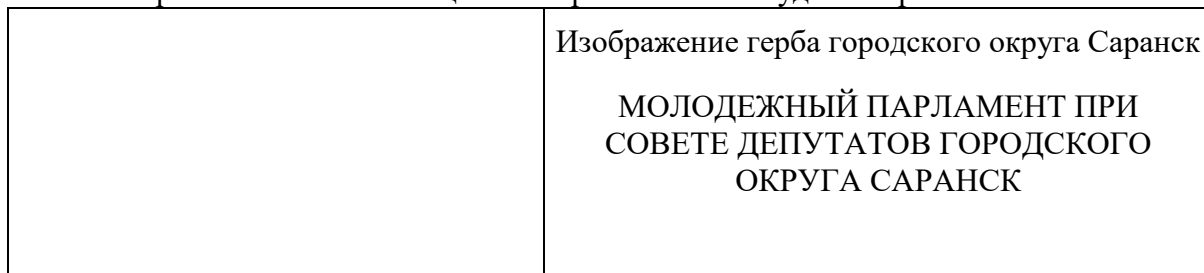 Изображение герба городского округа Саранск
МОЛОДЕЖНЫЙ ПАРЛАМЕНТ ПРИ
СОВЕТЕ ДЕПУТАТОВ ГОРОДСКОГО
ОКРУГА САРАНСК